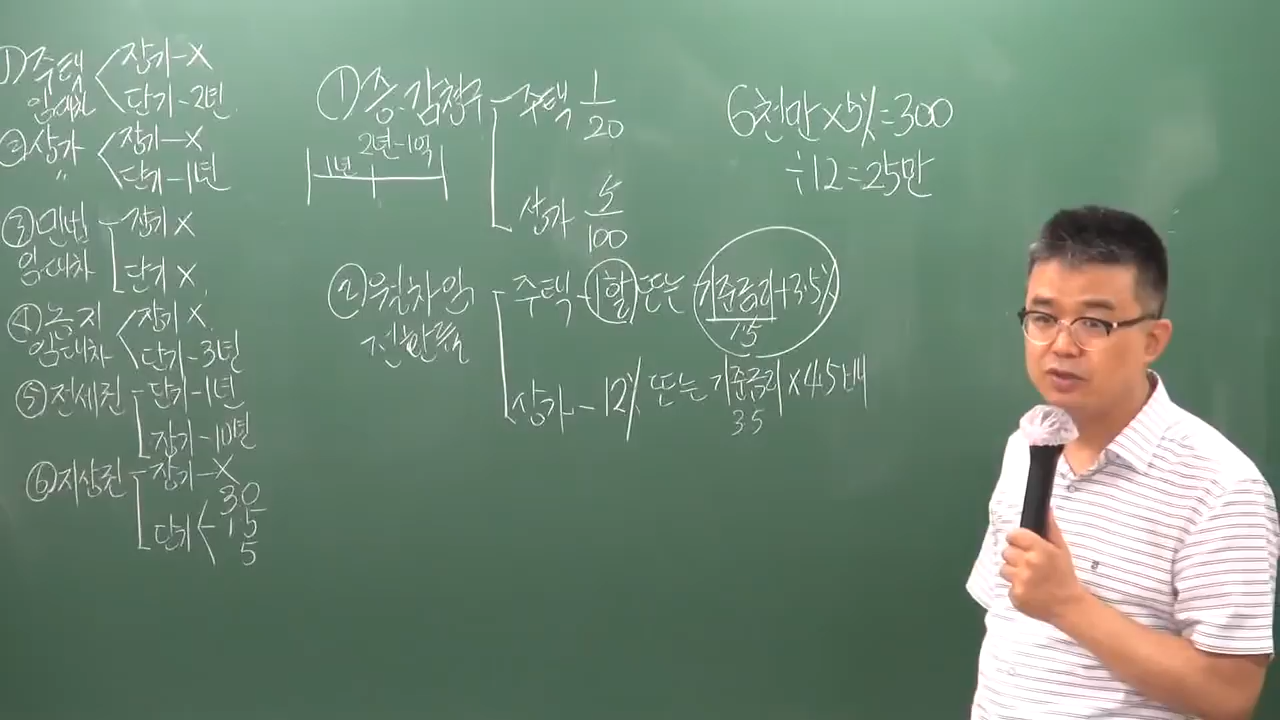 ① 주택 임대차 장기-X
단기-2년
② 상가 〃 장기-X
단기-1년
③ 민법 임대차 장기 X
단기 X
④ 농지 임대차 장기 X
단기-3년
⑤ 전세권 단기-1년
장기-10년
⑥ 지상권 장기-X
단기 30
15
5
① 증·감청구 주택 1/20
1년 2년-1억
상가 5/100
② 월차임 전환 주택 - 1할 또는 기준금리+3.5%
1.5
상가 - 12% 또는 기준금리×4.5배
3.5
6천만×5%=300
÷12=25만